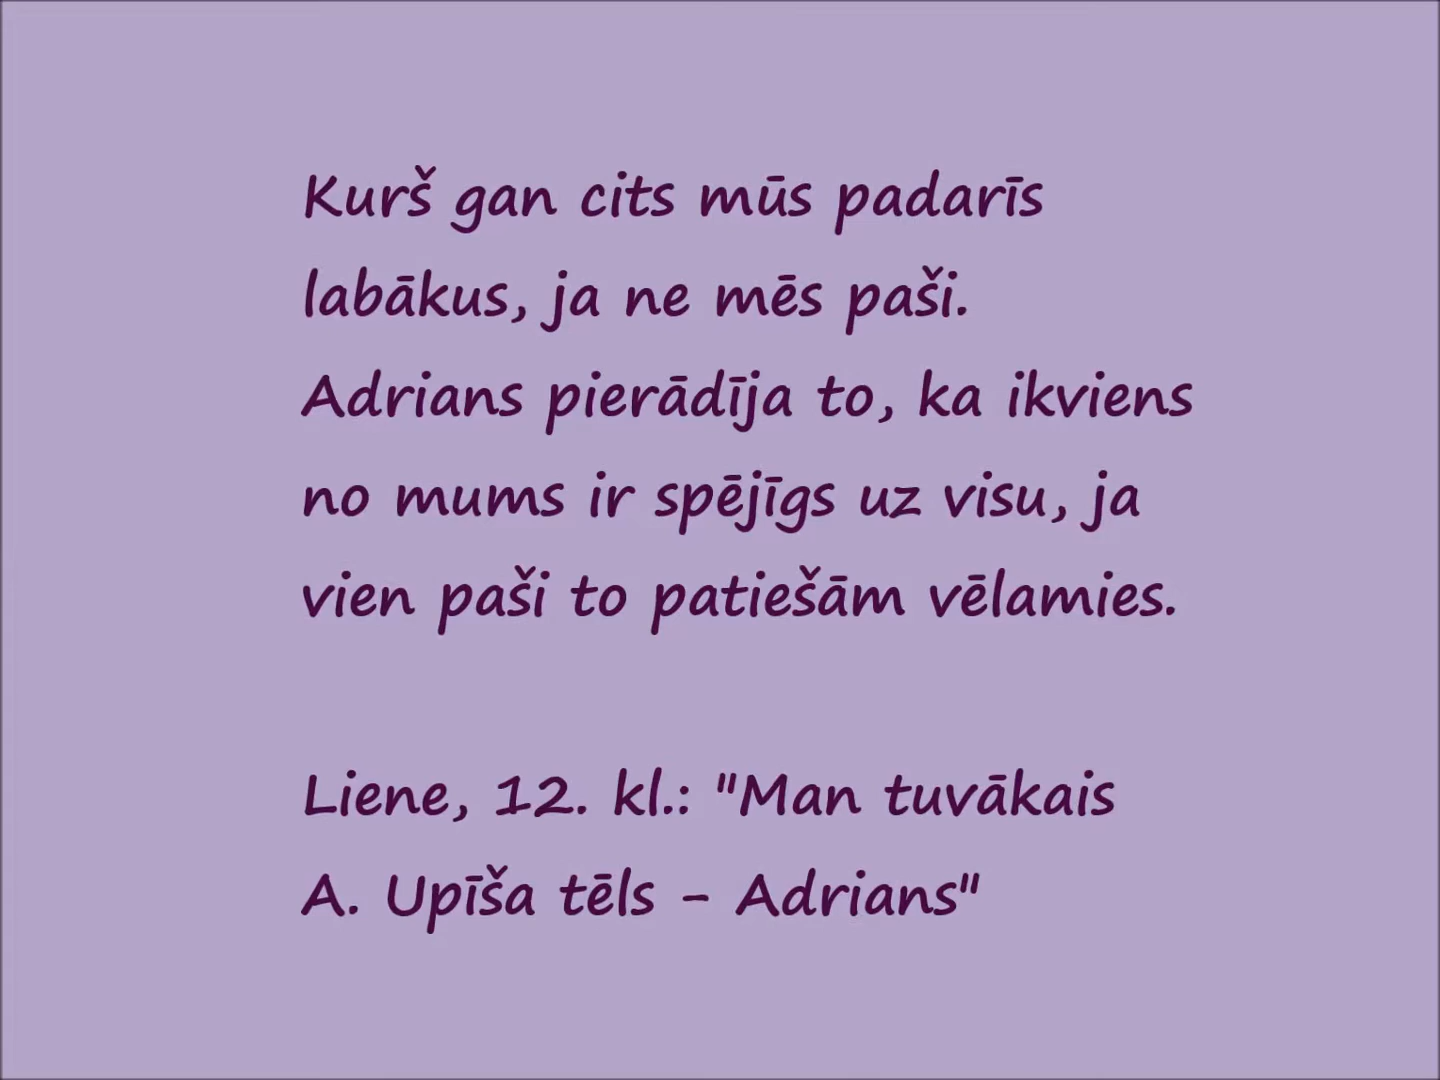 Kurš gan cits mūs padarīs
labākus, ja ne mēs paši.
Adrians pierādīja to, ka ikviens
no mums ir spējīgs uz visu, ja
vien paši to patiešām vēlamies.
Liene, 12. kl.: "Man tuvākais
A. Upīša tēls - Adrians"